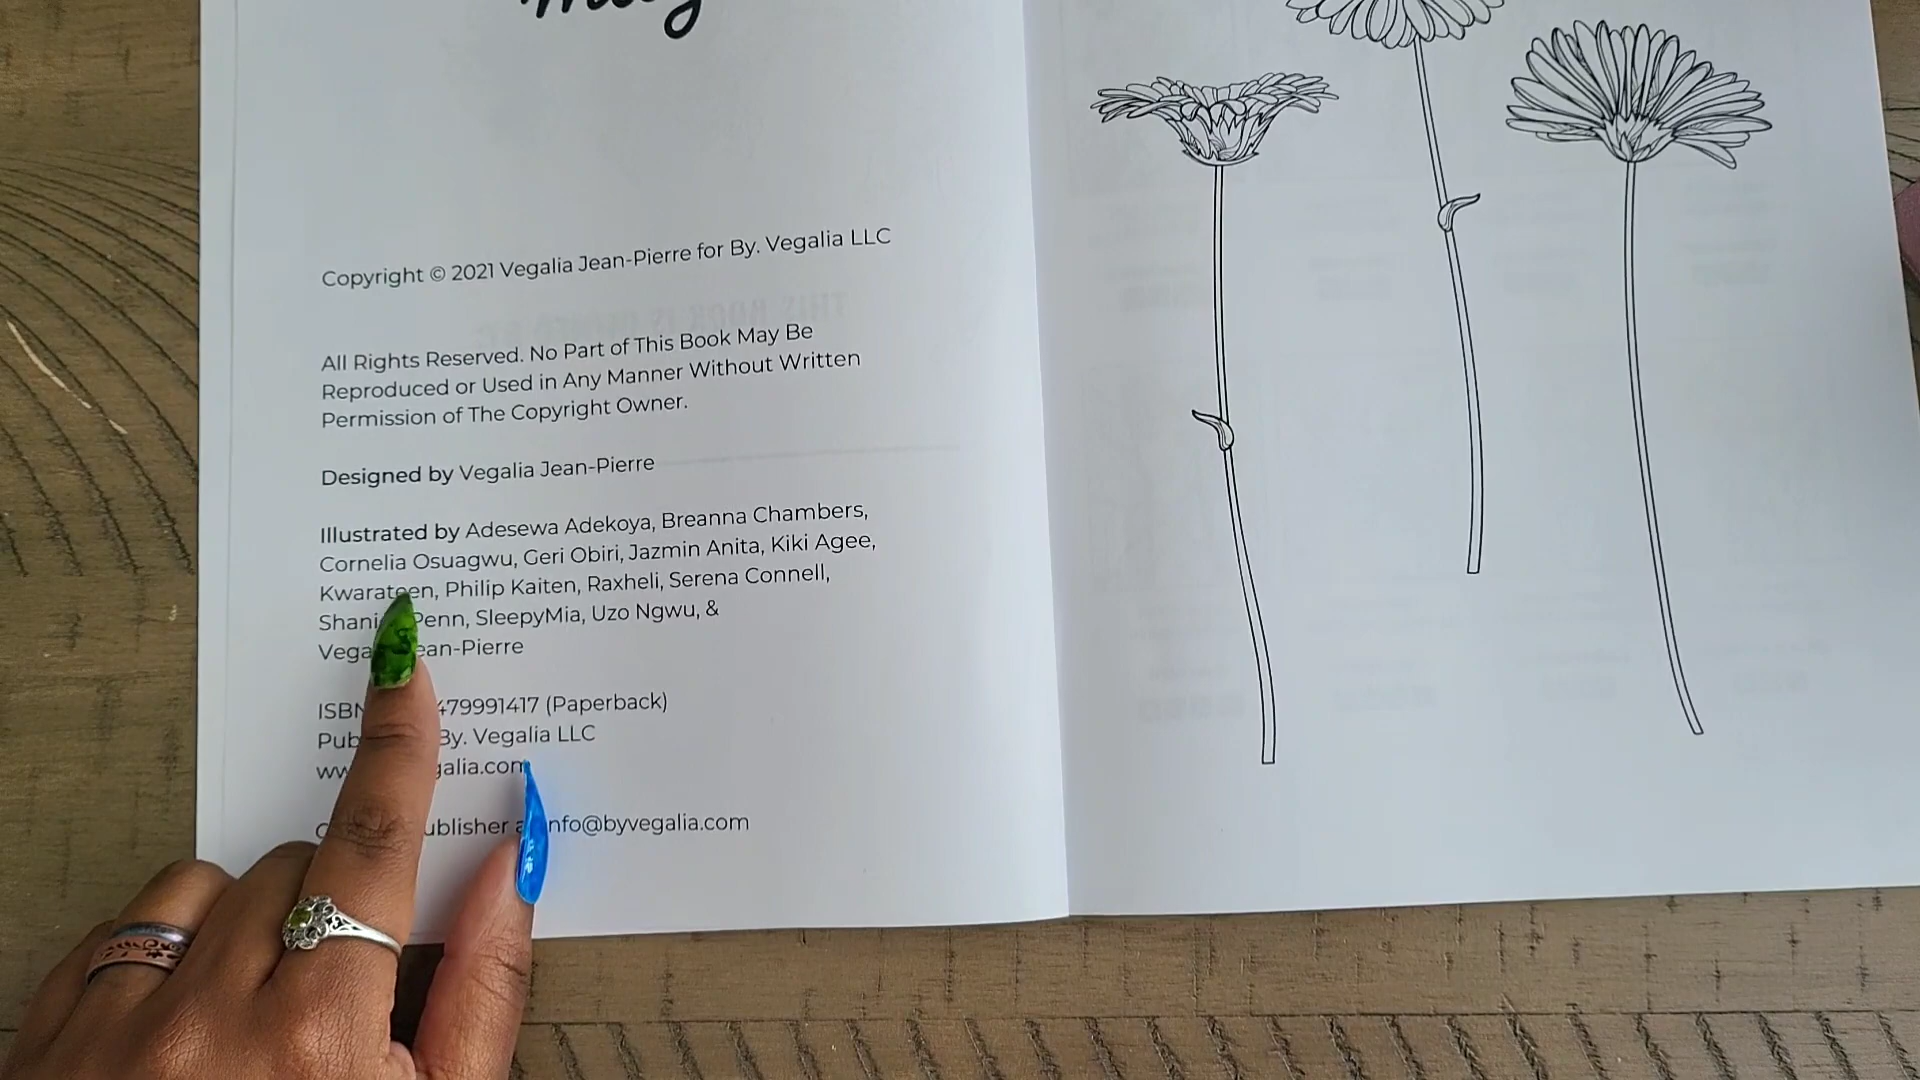 Copyright © 2021 Vegalia Jean-Pierre for By. Vegalia LLC
All Rights Reserved. No Part of This Book May Be
Reproduced or Used in Any Manner Without Written
Permission of The Copyright Owner.
Designed by Vegalia Jean-Pierre
Illustrated by Adesewa Adekoya, Breanna Chambers,
Cornelia Osuagwu, Geri Obiri, Jazmin Anita, Kiki Agee,
Kwarateen, Philip Kaiten, Raxheli, Serena Connell,
Penn, SleepyMia, Uzo Ngwu, &
Jean-Pierre
479991417 (Paperback)
By. Vegalia LLC
galia.com
ublisher info@byvegalia.com